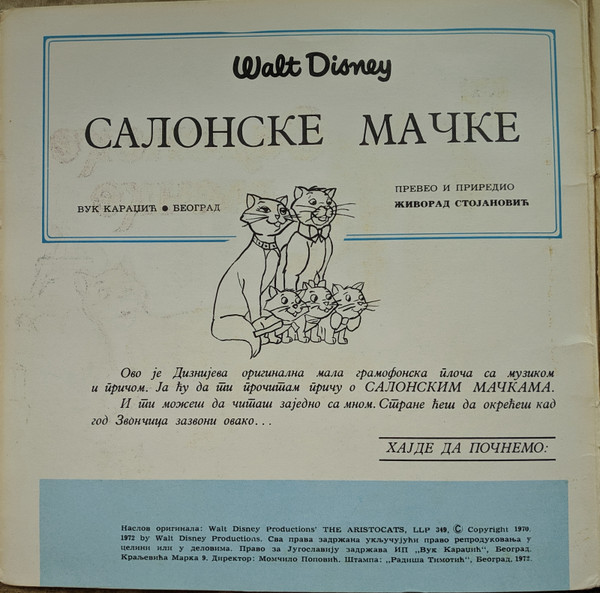 Walt Disney
САЛОНСКЕ МАЧКЕ
ВУК КАРАЏИЋ ● БЕОГРАД
ПРЕВЕО И ПРИРЕДИО
ЖИВОРАД СТОЈАНОВИЋ
Ово је Дизнијева оригинална мала грамофонска плоча са музиком
и причом. Ја ћу да ти прочитам причу о САЛОНСКИМ МАЧКАМА.
И ти можеш да читаш заједно са мном. Стране ћеш да окрећеш кад
год Звончица зазвони овако...
ХАЈДЕ ДА ПОЧНЕМО:
Наслов оригинала: Walt Disney Productions' THE ARISTOCATS, LLP 349, © Copyright 1970.
1972 by Walt Disney Productions. Сва права задржана укључујући право репродуковања у
целини или у деловима. Право за Југославију задржава ИП „Вук Караџић“, Београд,
Краљевића Марка 9. Директор: Момчило Поповић. Штампа: „Радиша Тимотић“, Београд, 1972.